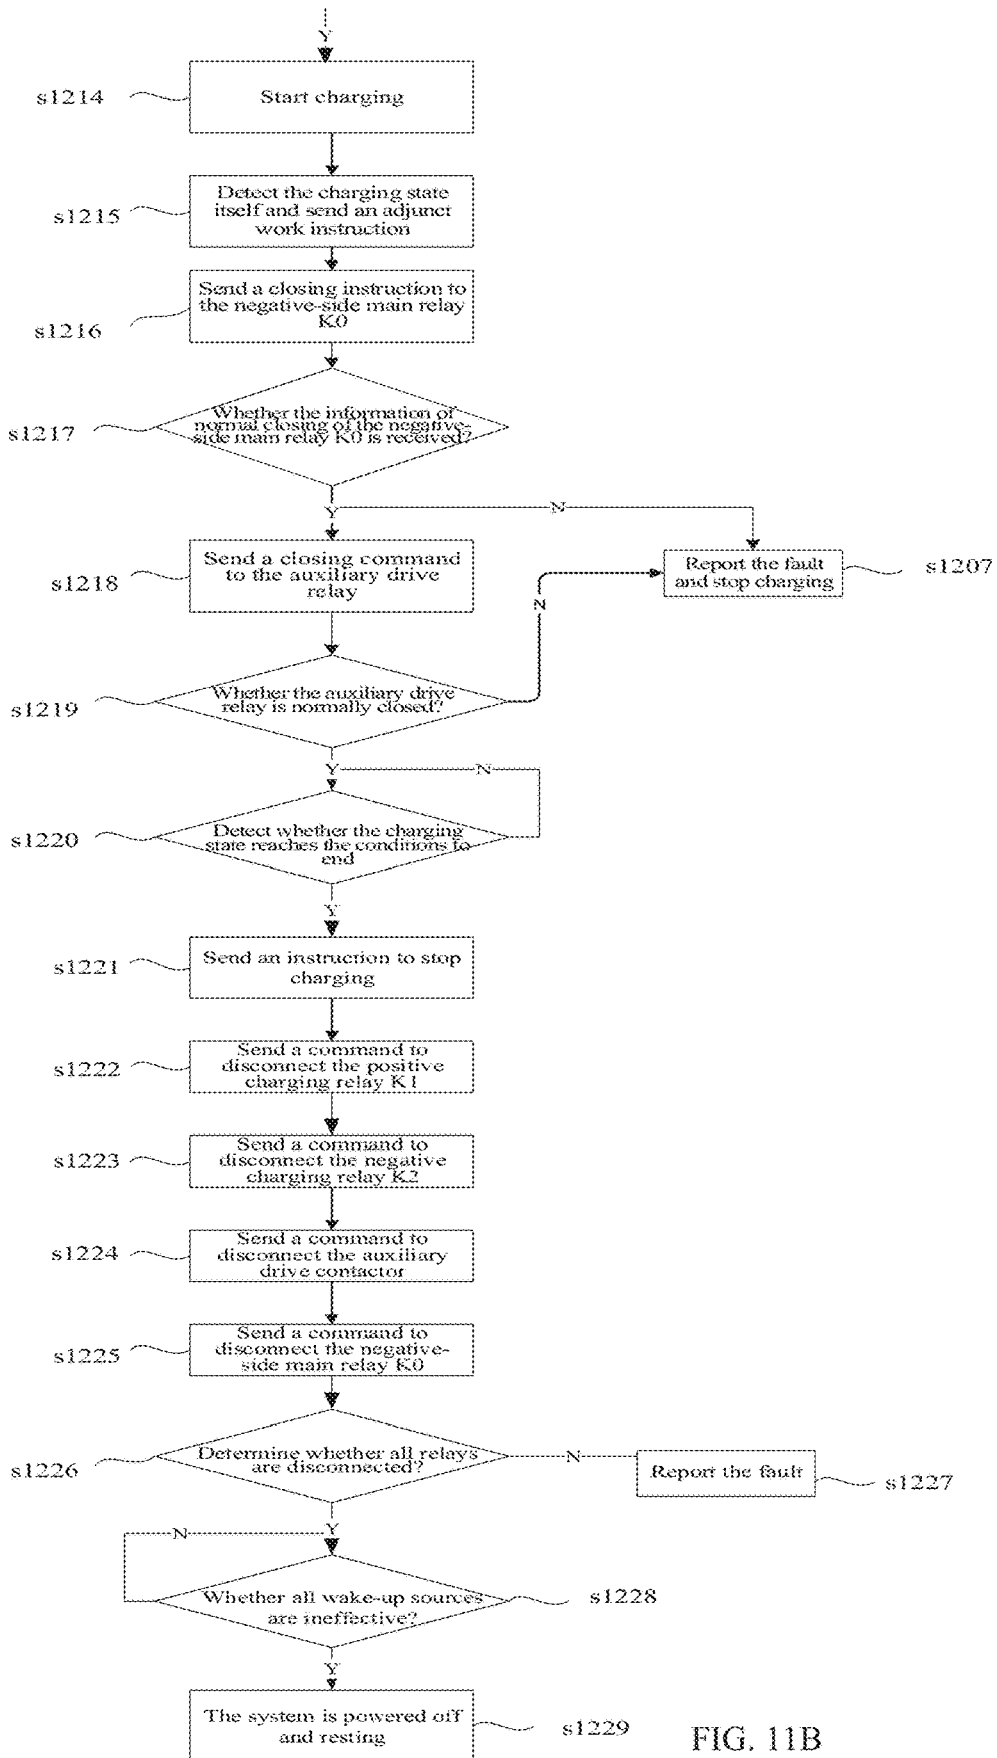 Y
s1214
Start charging
s1215
Detect the charging state
itself and send an adjunct
work instruction
s1216
Send a closing instruction to
the negative-side main relay
K0
s1217
Whether the information of
normal closing of the negative-
side main relay K0 is received?
Y
N
s1218
Send a closing command
to the auxiliary drive
relay
Report the fault
and stop charging
s1207
N
s1219
Whether the auxiliary drive
relay is normally closed?
Y
N
s1220
Detect whether the charging
state reaches the conditions to
end
Y
s1221
Send an instruction to stop
charging
s1222
Send a command to
disconnect the positive
charging relay K1
s1223
Send a command to
disconnect the negative
charging relay K2
s1224
Send a command to
disconnect the auxiliary
drive contactor
s1225
Send a command to
disconnect the negative-
side main relay K0
s1226
Determine whether all relays
are disconnected?
N
Report the fault
s1227
Y
N
Whether all wake-up sources
are ineffective?
s1228
Y
The system is powered off
and resting
s1229
FIG. 11B